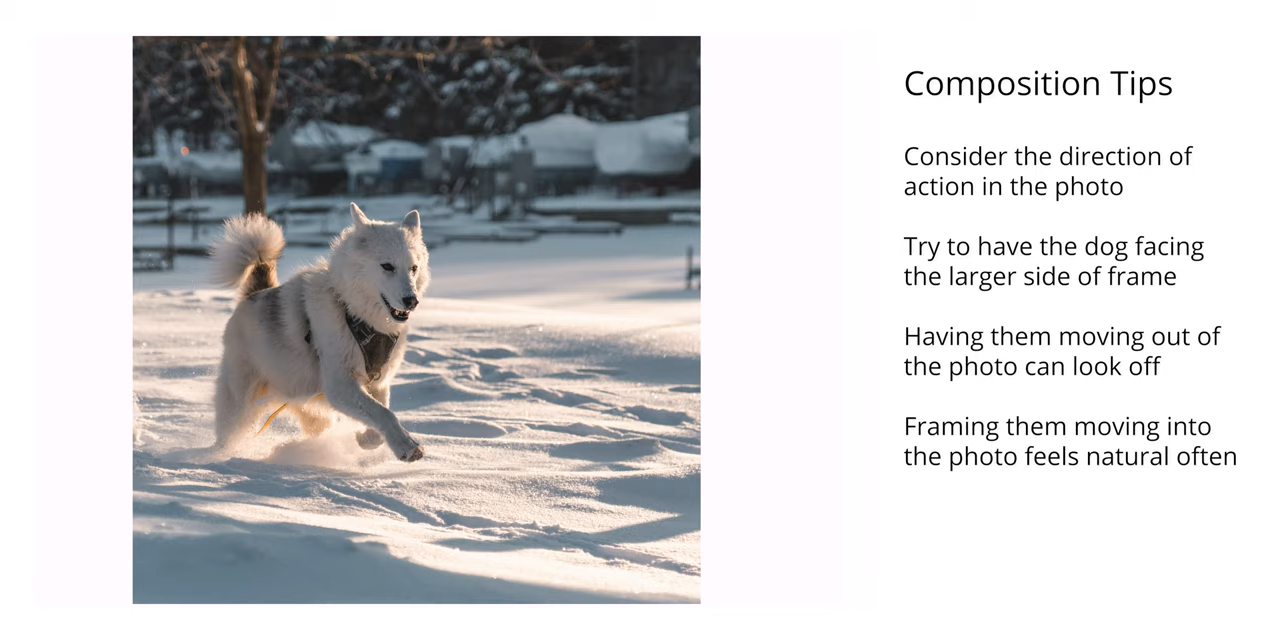 Composition Tips
Consider the direction of
action in the photo
Try to have the dog facing
the larger side of frame
Having them moving out of
the photo can look off
Framing them moving into
the photo feels natural often